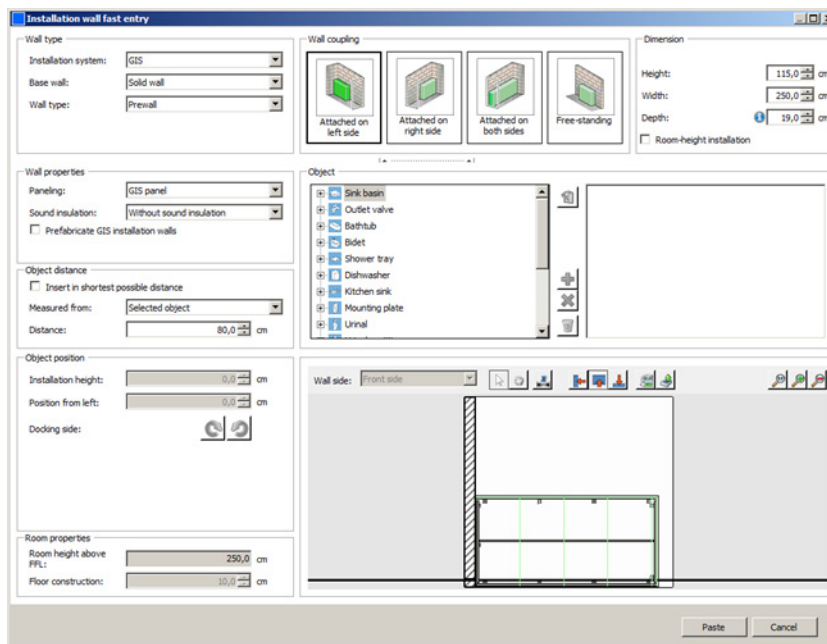 Installation wall fast entry
Wall type
Installation system: GIS
Base wall: Solid wall
Wall type: Prewall
Wall coupling
Attached on left side
Attached on right side
Attached on both sides
Free-standing
Dimension
Height: 115,0 cm
Width: 250,0 cm
Depth: 19,0 cm
Room-height installation
Wall properties
Paneling: GIS panel
Sound insulation: Without sound insulation
Prefabricate GIS installation walls
Object
Sink basin
Outlet valve
Bathtub
Bidet
Shower tray
Dishwasher
Kitchen sink
Mounting plate
Urinal
Object distance
Insert in shortest possible distance
Measured from: Selected object
Distance: 80,0 cm
Object position
Installation height: 0,0 cm
Position from left: 0,0 cm
Docking side:
Wall side: Front side
Room properties
Room height above FFL: 250,0 cm
Floor construction: 10,0 cm
Paste
Cancel